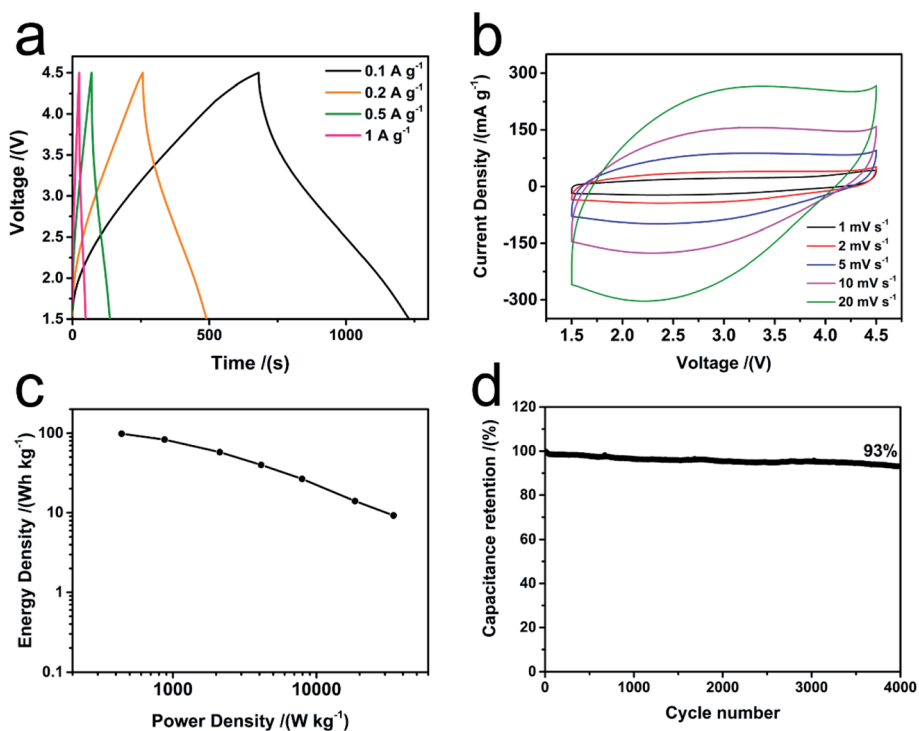 a
4.5
4.0
3.5
3.0
2.5
2.0
1.5
Voltage /(V)
0
500
1000
Time /(s)
0.1 A g⁻¹
0.2 A g⁻¹
0.5 A g⁻¹
1 A g⁻¹
b
300
150
0
-150
-300
Current Density /(mA g⁻¹)
1.5
2.0
2.5
3.0
3.5
4.0
4.5
Voltage /(V)
1 mV s⁻¹
2 mV s⁻¹
5 mV s⁻¹
10 mV s⁻¹
20 mV s⁻¹
c
100
10
1
0.1
Energy Density /(Wh kg⁻¹)
1000
10000
Power Density /(W kg⁻¹)
d
120
100
80
60
40
20
0
Capacitance retention /(%)
93%
0
1000
2000
3000
4000
Cycle number